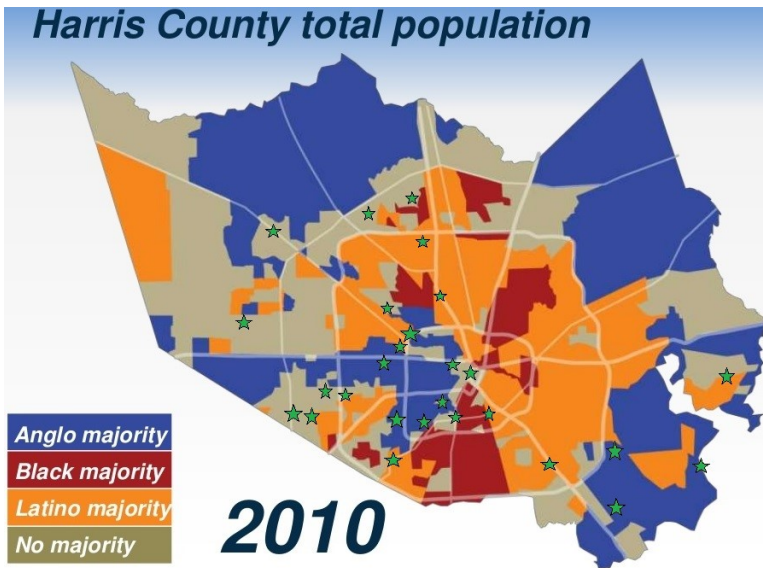 Harris County total population
Anglo majority
Black majority
Latino majority
No majority
2010